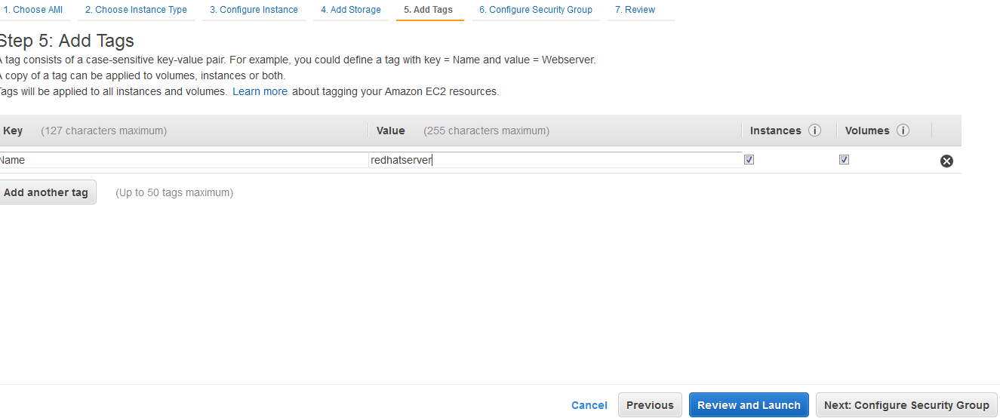 1. Choose AMI 2. Choose Instance Type 3. Configure Instance 4. Add Storage 5. Add Tags 6. Configure Security Group 7. Review
Step 5: Add Tags
A tag consists of a case-sensitive key-value pair. For example, you could define a tag with key = Name and value = Webserver.
A copy of a tag can be applied to volumes, instances or both.
Tags will be applied to all instances and volumes. Learn more about tagging your Amazon EC2 resources.
Key (127 characters maximum) Value (255 characters maximum) Instances i Volumes i
Name redhatserver
Add another tag (Up to 50 tags maximum)
Cancel Previous Review and Launch Next: Configure Security Group